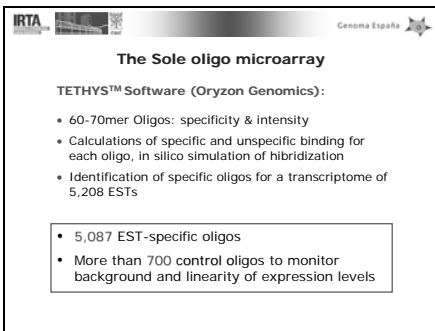 IRTA
Genoma España
The Sole oligo microarray
TETHYS™ Software (Oryzon Genomics):
• 60-70mer Oligos: specificity & intensity
• Calculations of specific and unspecific binding for
each oligo, in silico simulation of hibridization
• Identification of specific oligos for a transcriptome of
5,208 ESTs
• 5,087 EST-specific oligos
• More than 700 control oligos to monitor
background and linearity of expression levels